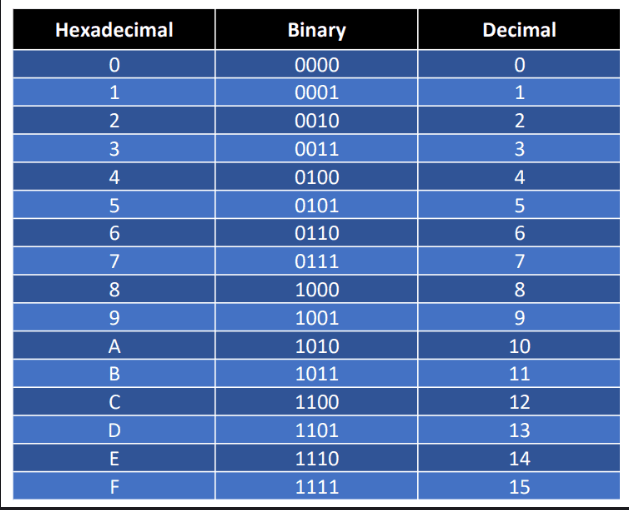 Hexadecimal Binary Decimal
0 0000 0
1 0001 1
2 0010 2
3 0011 3
4 0100 4
5 0101 5
6 0110 6
7 0111 7
8 1000 8
9 1001 9
A 1010 10
B 1011 11
C 1100 12
D 1101 13
E 1110 14
F 1111 15